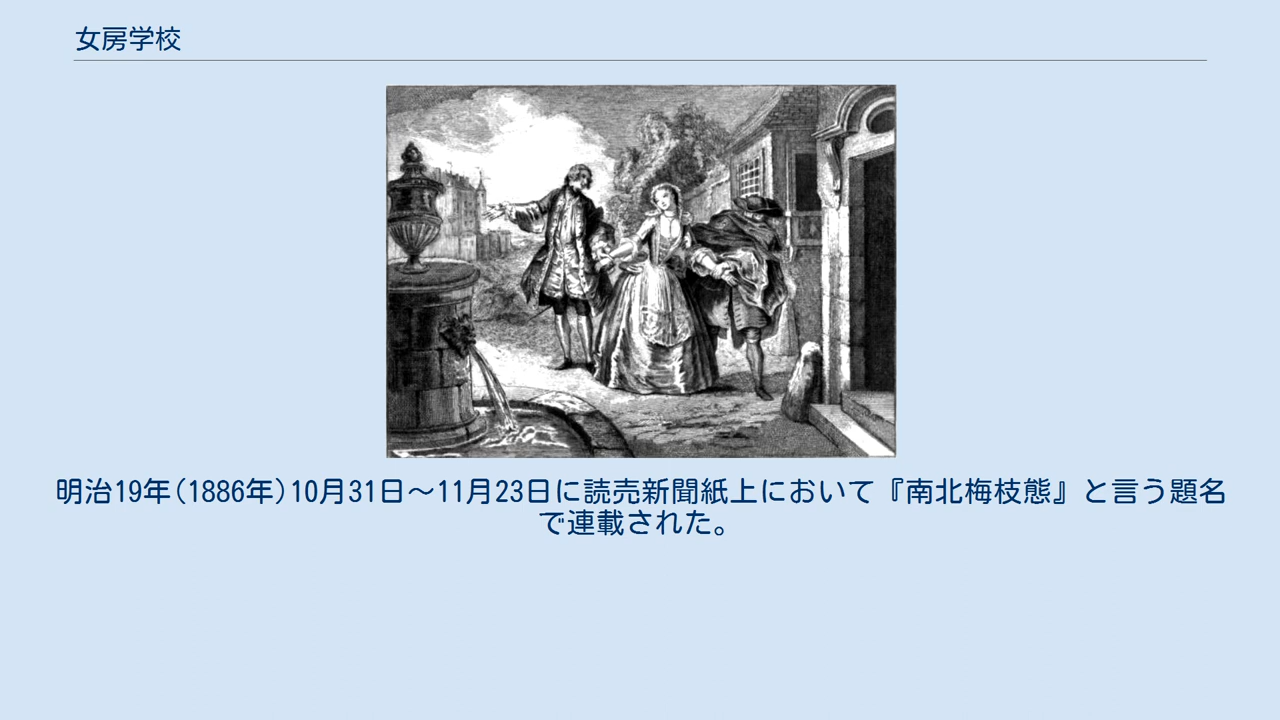 女房学校
明治19年(1886年)10月31日～11月23日に読売新聞紙上において『南北梅枝態』と言う題名
で連載された。